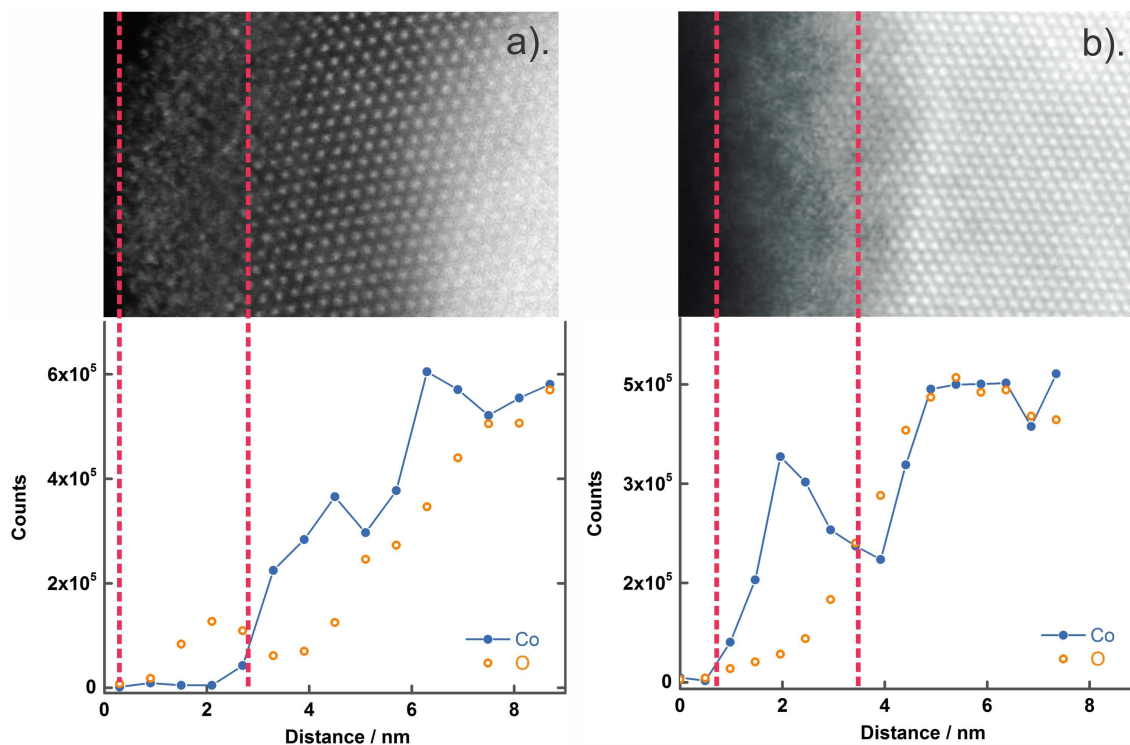 a).
b).
6x10⁵
4x10⁵
2x10⁵
0
Counts
0 2 4 6 8
Distance / nm
Co
O
5x10⁵
3x10⁵
2x10⁵
0
Counts
0 2 4 6 8
Distance / nm
Co
O